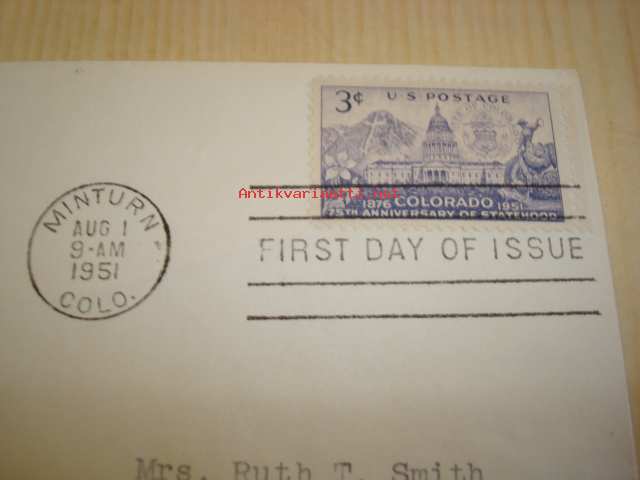 3¢ U·S POSTAGE
Antikvariaatti.net
1876 COLORADO 1951
75TH ANNIVERSARY OF STATEHOOD
MINTURN
AUG 1
9-AM
1951
COLO.
FIRST DAY OF ISSUE
Mrs. Ruth T. Smith